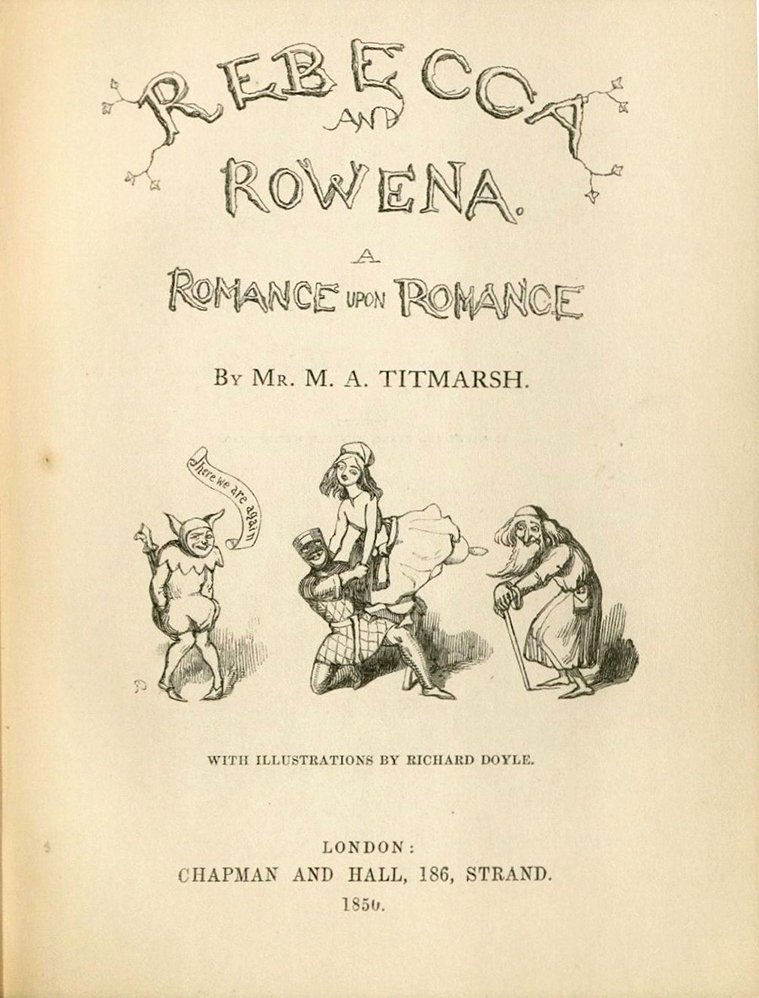 REBECCA
AND
ROWENA.
A
ROMANCE UPON ROMANCE
BY MR. M. A. TITMARSH.
Here we are again
WITH ILLUSTRATIONS BY RICHARD DOYLE.
LONDON:
CHAPMAN AND HALL, 186, STRAND.
1850.